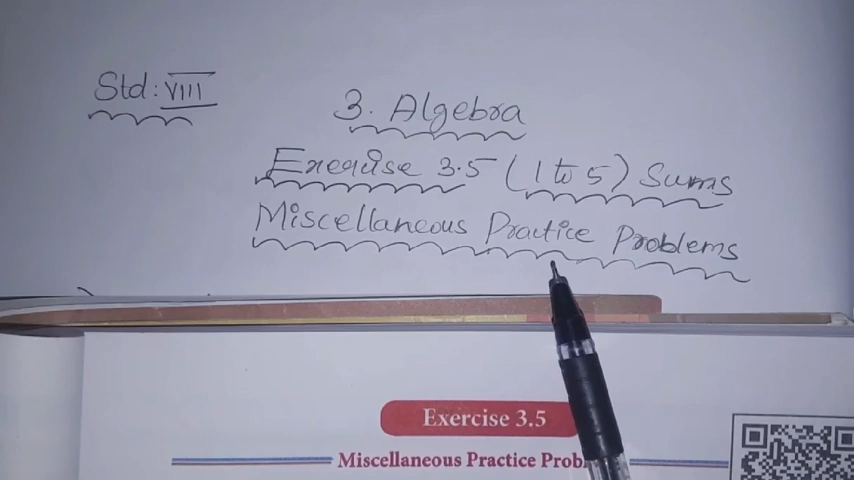 Std: VIII
3. Algebra
Exercise 3.5 (1 to 5) Sums
Miscellaneous Practice Problems
Exercise 3.5
Miscellaneous Practice